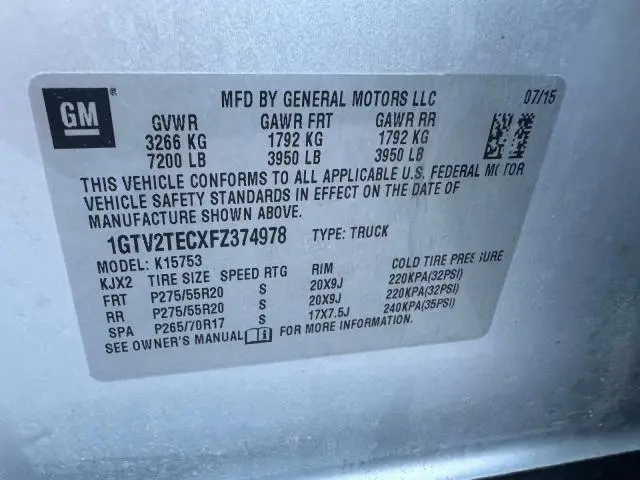 GM ® MFD BY GENERAL MOTORS LLC 07/15
GVWR GAWR FRT GAWR RR
3266 KG 1792 KG 1792 KG
7200 LB 3950 LB 3950 LB
THIS VEHICLE CONFORMS TO ALL APPLICABLE U.S. FEDERAL MOTOR
VEHICLE SAFETY STANDARDS IN EFFECT ON THE DATE OF
MANUFACTURE SHOWN ABOVE.
1GTV2TECXFZ374978 TYPE: TRUCK
MODEL: K15753
KJX2 TIRE SIZE SPEED RTG RIM COLD TIRE PRESSURE
FRT P275/55R20 S 20X9J 220KPA(32PSI)
RR P275/55R20 S 20X9J 220KPA(32PSI)
SPA P265/70R17 S 17X7.5J 240KPA(35PSI)
SEE OWNER'S MANUAL FOR MORE INFORMATION.